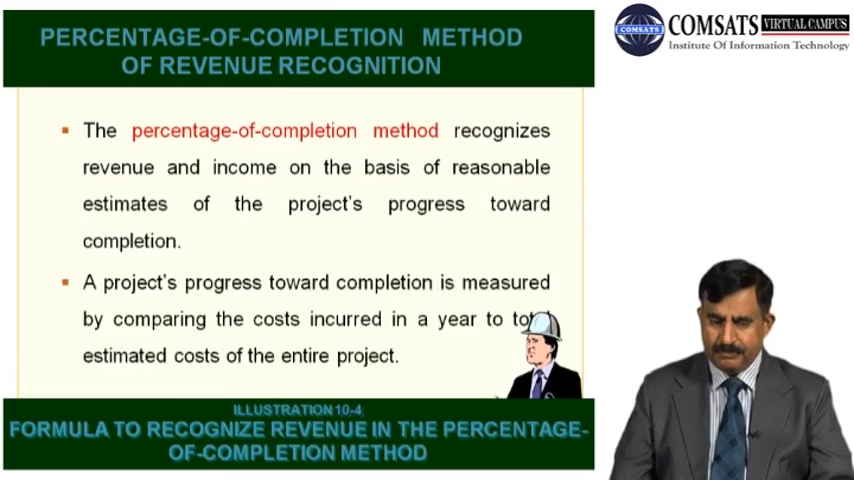 PERCENTAGE-OF-COMPLETION METHOD
OF REVENUE RECOGNITION
COMSATS
COMSATS VIRTUAL CAMPUS
Institute Of Information Technology
▪ The percentage-of-completion method recognizes
revenue and income on the basis of reasonable
estimates of the project's progress toward
completion.
▪ A project's progress toward completion is measured
by comparing the costs incurred in a year to total
estimated costs of the entire project.
ILLUSTRATION 10-4
FORMULA TO RECOGNIZE REVENUE IN THE PERCENTAGE-
OF-COMPLETION METHOD